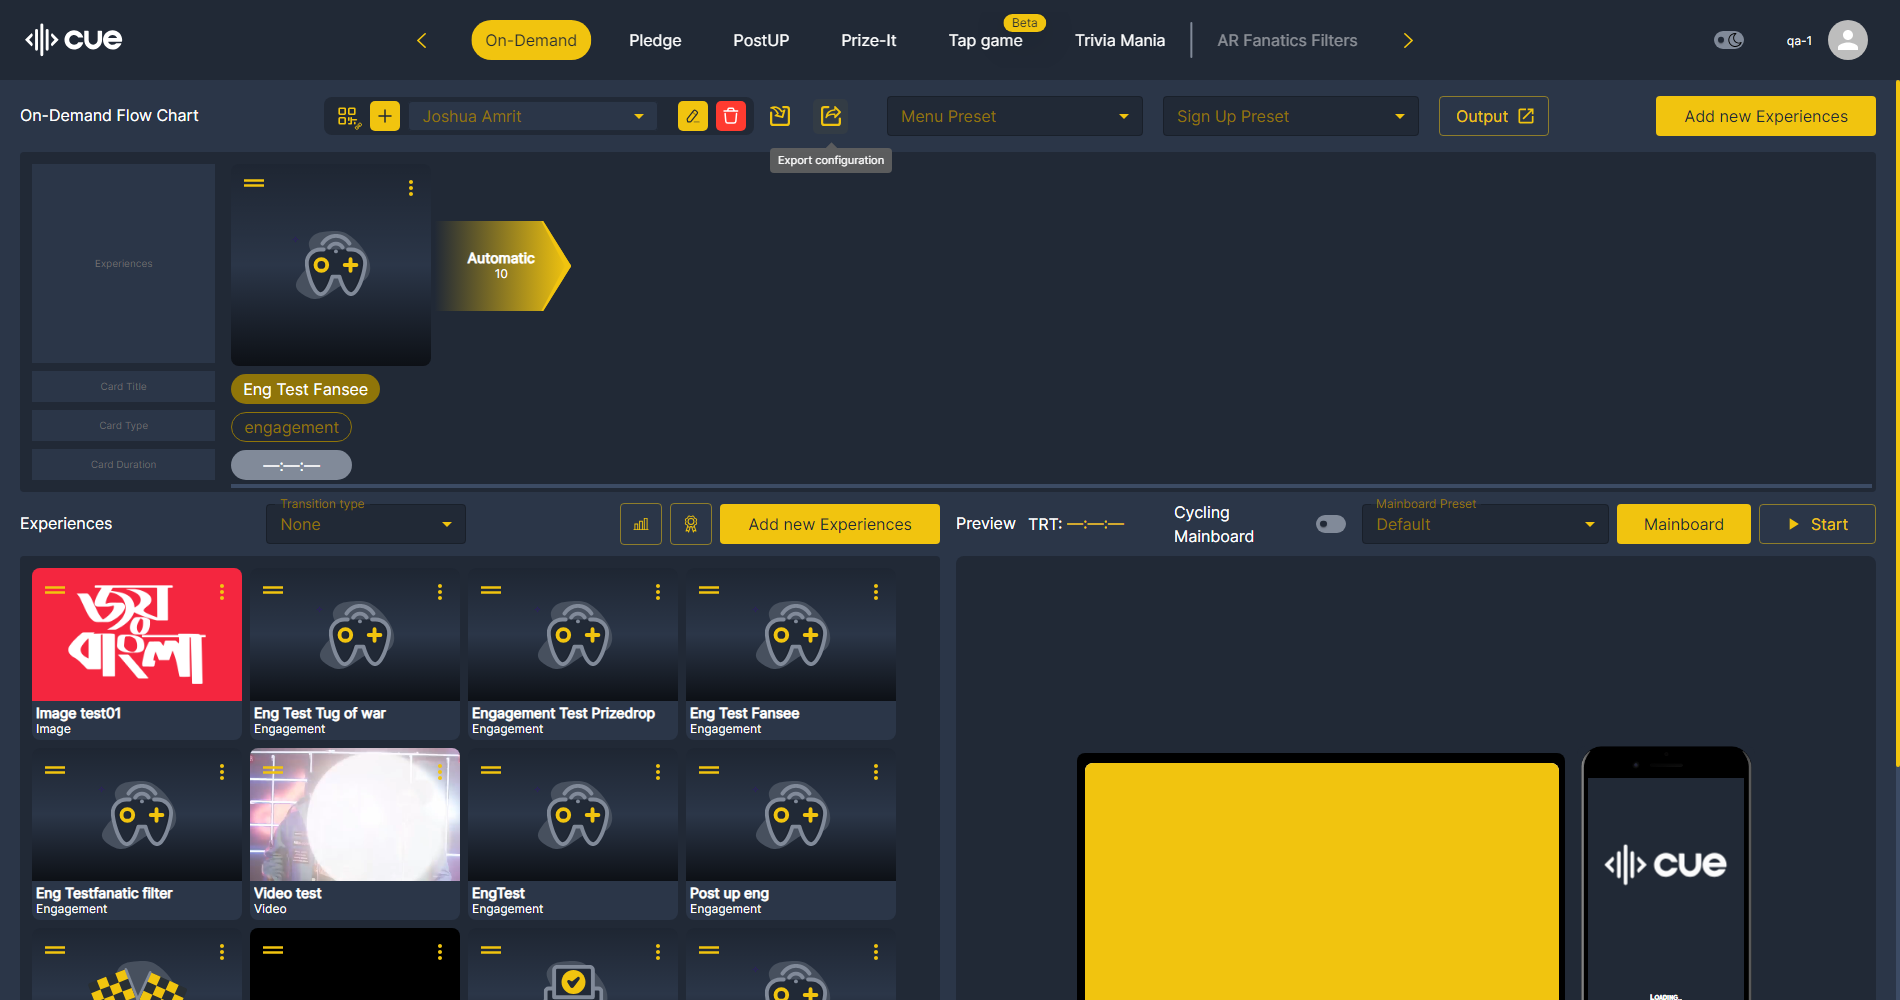 cue
On-Demand
Pledge
PostUP
Prize-It
Tap game
Beta
Trivia Mania
AR Fanatics Filters
qa-1
On-Demand Flow Chart
Joshua Amrit
Menu Preset
Sign Up Preset
Output
Add new Experiences
Export configuration
Experiences
Automatic
10
Card Title
Eng Test Fansee
Card Type
engagement
Card Duration
—:—:—
Experiences
Transition type
None
Add new Experiences
Preview
TRT: —:—:—
Cycling
Mainboard
Mainboard Preset
Default
Mainboard
Start
জয়
বাংলা
Image test01
Image
Eng Test Tug of war
Engagement
Engagement Test Prizedrop
Engagement
Eng Test Fansee
Engagement
Eng Testfanatic filter
Engagement
Video test
Video
EngTest
Engagement
Post up eng
Engagement
cue
LOADING...